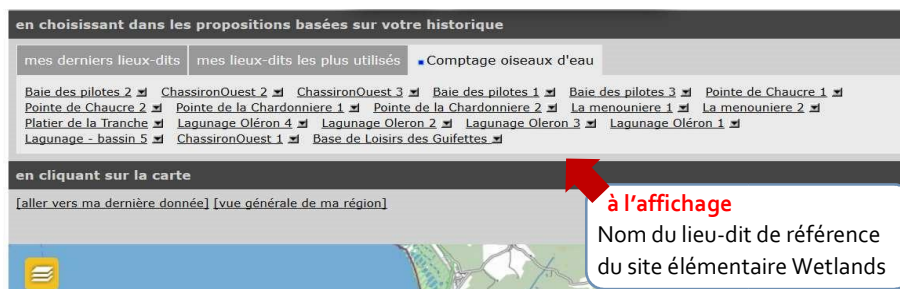 en choisissant dans les propositions basées sur votre historique
mes derniers lieux-dits mes lieux-dits les plus utilisés Comptage oiseaux d'eau
Baie des pilotes 2 ChassironOuest 2 ChassironOuest 3 Baie des pilotes 1 Baie des pilotes 3 Pointe de Chaucre 1
Pointe de Chaucre 2 Pointe de la Chardonniere 1 Pointe de la Chardonniere 2 La menouniere 1 La menouniere 2
Platier de la Tranche Lagunage Oléron 4 Lagunage Oleron 2 Lagunage Oleron 3 Lagunage Oléron 1
Lagunage - bassin 5 ChassironOuest 1 Base de Loisirs des Guifettes
en cliquant sur la carte
[aller vers ma dernière donnée] [vue générale de ma région]
à l'affichage
Nom du lieu-dit de référence
du site élémentaire Wetlands